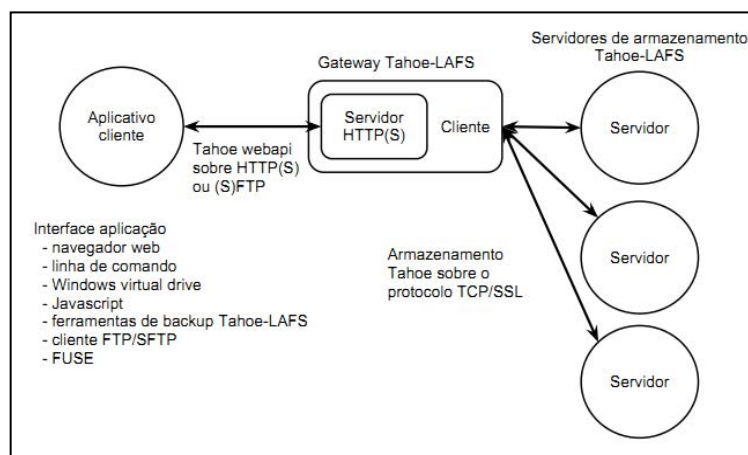 Servidores de armazenamento
Tahoe-LAFS
Gateway Tahoe-LAFS
Aplicativo
cliente
Servidor
HTTP(S)
Cliente
Servidor
Tahoe webapi
sobre HTTP(S)
ou (S)FTP
Interface aplicação
- navegador web
- linha de comando
- Windows virtual drive
- Javascript
- ferramentas de backup Tahoe-LAFS
- cliente FTP/SFTP
- FUSE
Armazenamento
Tahoe sobre o
protocolo TCP/SSL
Servidor
Servidor